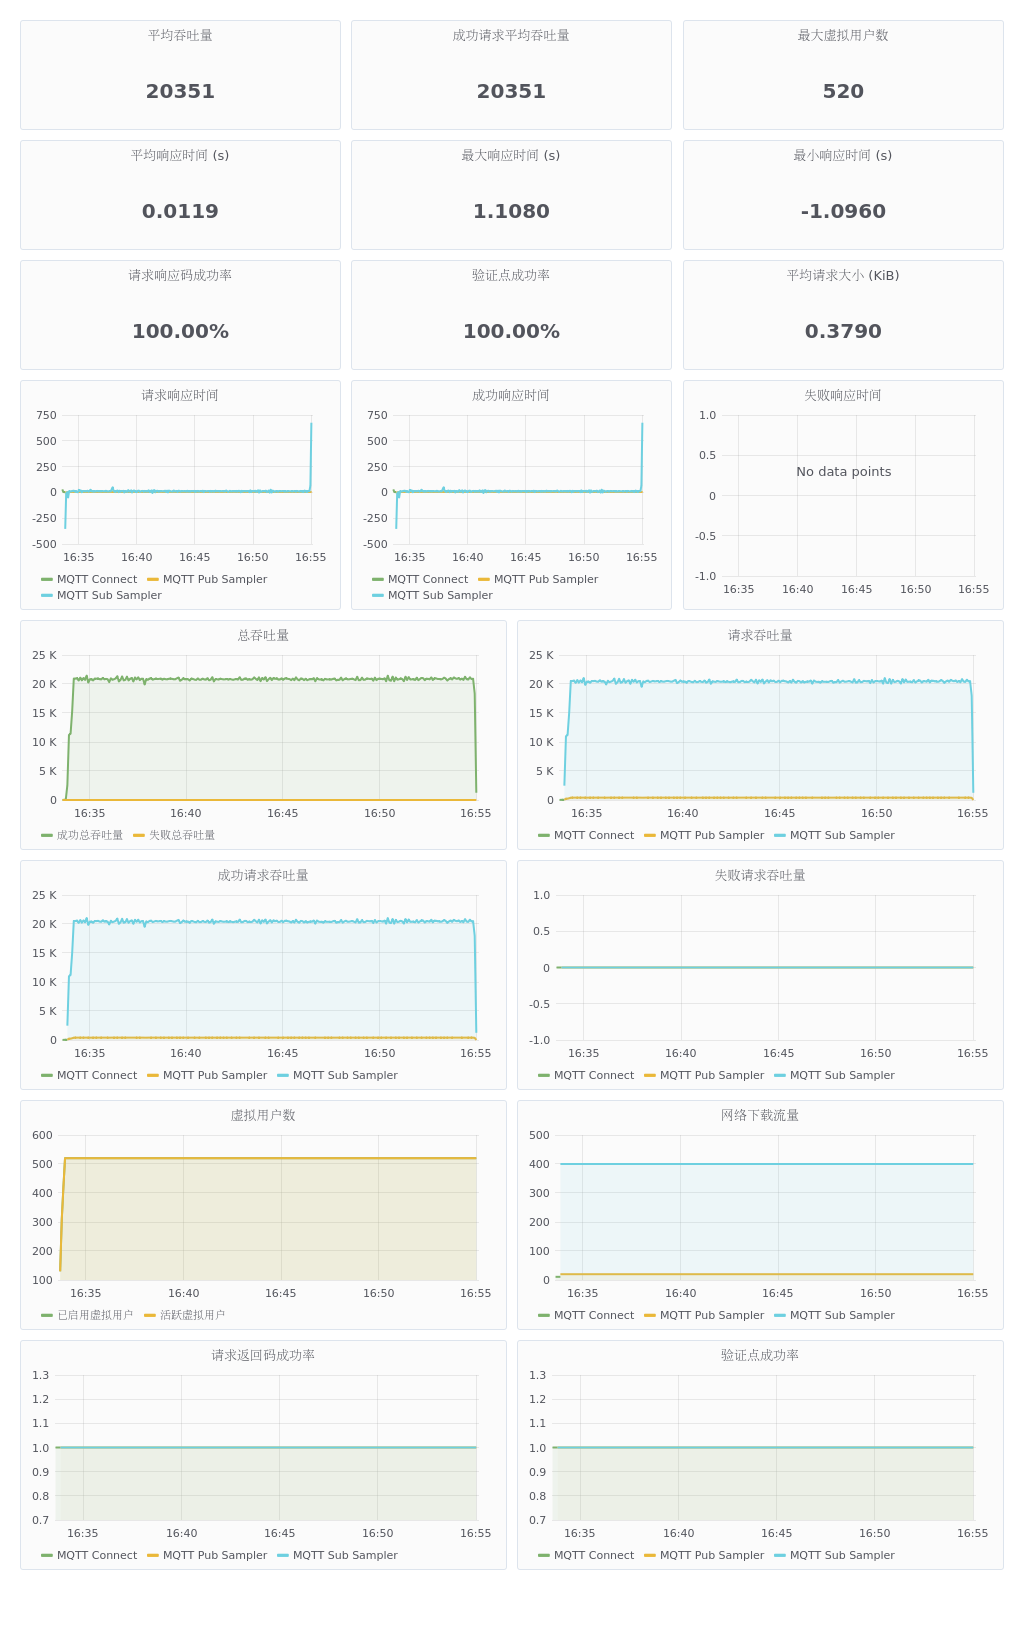 平均吞吐量
成功请求平均吞吐量
最大虚拟用户数
20351
20351
520
平均响应时间 (s)
最大响应时间 (s)
最小响应时间 (s)
0.0119
1.1080
-1.0960
请求响应码成功率
验证点成功率
平均请求大小 (KiB)
100.00%
100.00%
0.3790
请求响应时间
750
500
250
0
-250
-500
16:35 16:40 16:45 16:50 16:55
MQTT Connect MQTT Pub Sampler
MQTT Sub Sampler
成功响应时间
750
500
250
0
-250
-500
16:35 16:40 16:45 16:50 16:55
MQTT Connect MQTT Pub Sampler
MQTT Sub Sampler
失败响应时间
1.0
0.5
0
-0.5
-1.0
No data points
16:35 16:40 16:45 16:50 16:55
总吞吐量
25 K
20 K
15 K
10 K
5 K
0
16:35 16:40 16:45 16:50 16:55
成功总吞吐量 失败总吞吐量
请求吞吐量
25 K
20 K
15 K
10 K
5 K
0
16:35 16:40 16:45 16:50 16:55
MQTT Connect MQTT Pub Sampler MQTT Sub Sampler
成功请求吞吐量
25 K
20 K
15 K
10 K
5 K
0
16:35 16:40 16:45 16:50 16:55
MQTT Connect MQTT Pub Sampler MQTT Sub Sampler
失败请求吞吐量
1.0
0.5
0
-0.5
-1.0
16:35 16:40 16:45 16:50 16:55
MQTT Connect MQTT Pub Sampler MQTT Sub Sampler
虚拟用户数
600
500
400
300
200
100
16:35 16:40 16:45 16:50 16:55
已启用虚拟用户 活跃虚拟用户
网络下载流量
500
400
300
200
100
0
16:35 16:40 16:45 16:50 16:55
MQTT Connect MQTT Pub Sampler MQTT Sub Sampler
请求返回码成功率
1.3
1.2
1.1
1.0
0.9
0.8
0.7
16:35 16:40 16:45 16:50 16:55
MQTT Connect MQTT Pub Sampler MQTT Sub Sampler
验证点成功率
1.3
1.2
1.1
1.0
0.9
0.8
0.7
16:35 16:40 16:45 16:50 16:55
MQTT Connect MQTT Pub Sampler MQTT Sub Sampler